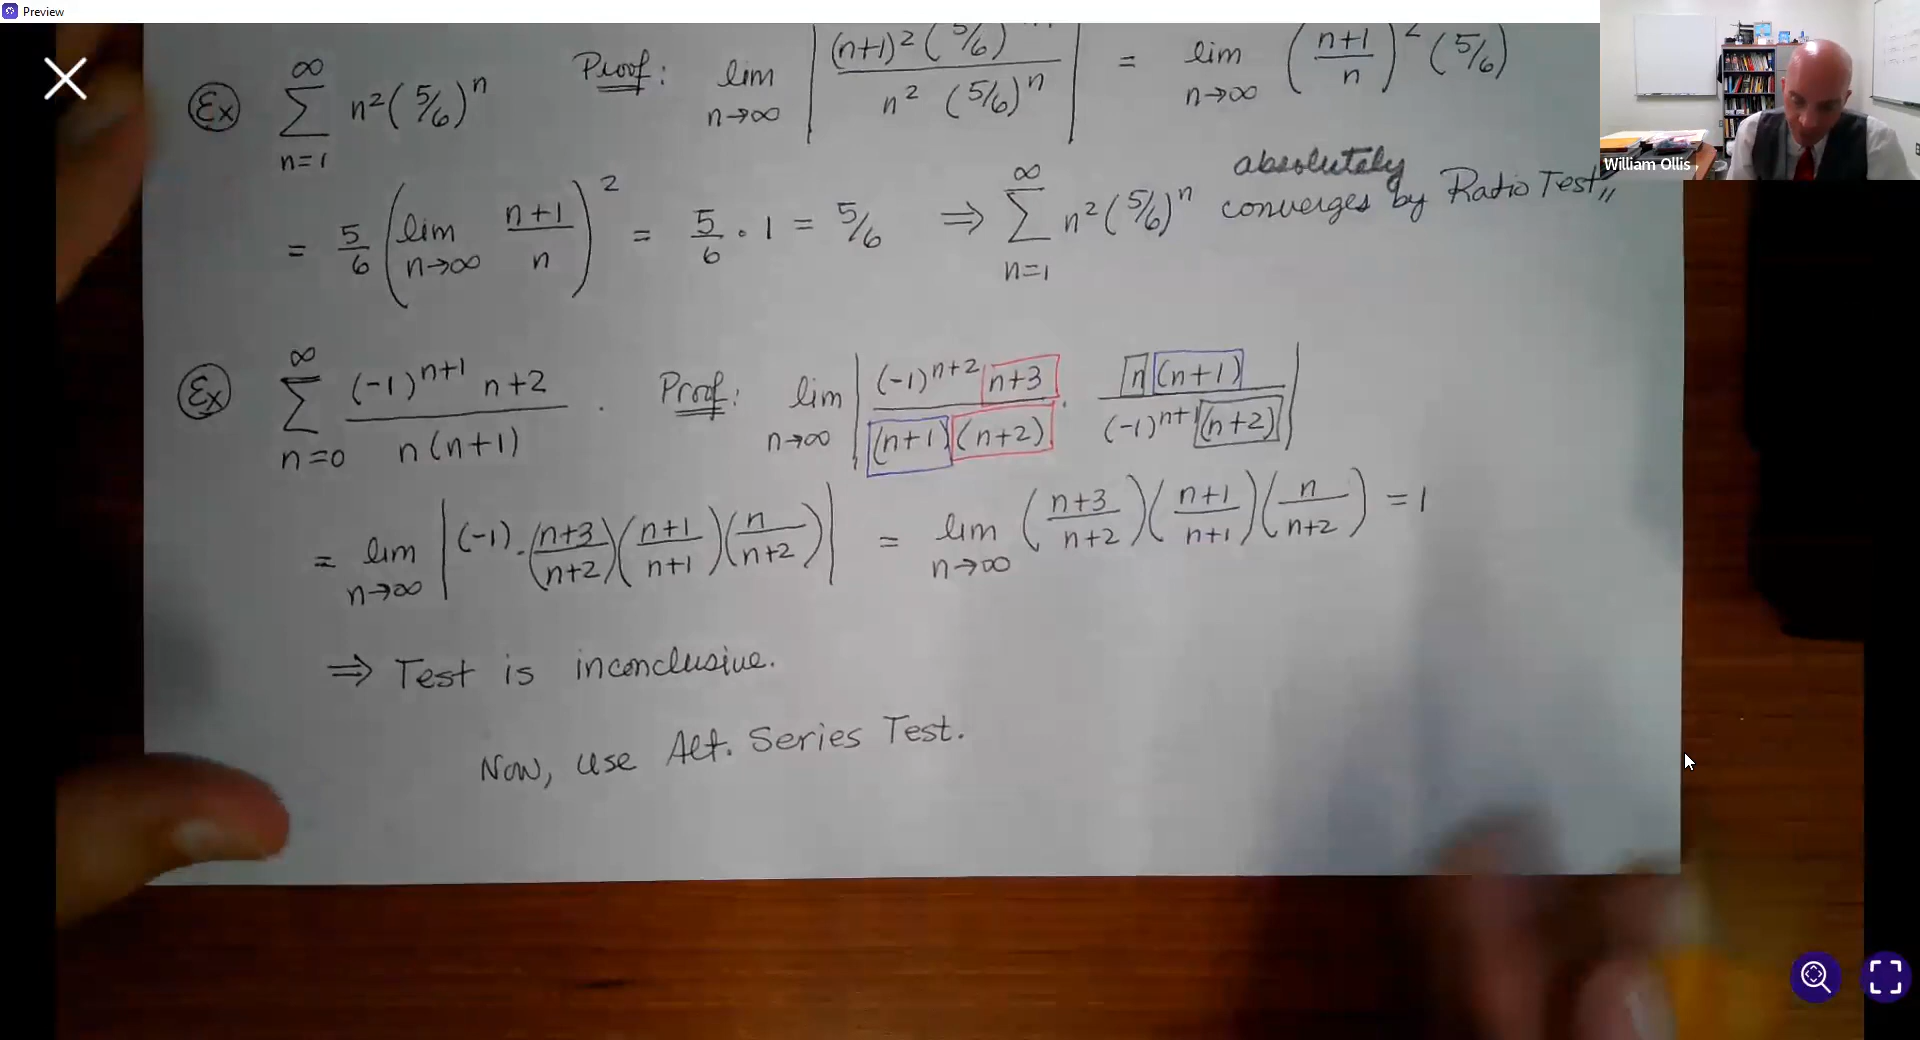 Preview
William Ollis
Ex ∞ ∑ n=1 n²(5/6)ⁿ Proof: lim n→∞ | (n+1)²(5/6) / n² (5/6)ⁿ | = lim n→∞ ( n+1 / n )² (5/6)
= 5/6 ( lim n→∞ n+1 / n )² = 5/6 · 1 = 5/6 ⇒ ∞ ∑ n=1 n²(5/6)ⁿ absolutely converges by Ratio Test //
Ex ∞ ∑ n=0 (-1)ⁿ⁺¹ n+2 / n(n+1) . Proof: lim n→∞ | (-1)ⁿ⁺² n+3 / (n+1)(n+2) · n(n+1) / (-1)ⁿ⁺¹(n+2) |
= lim n→∞ | (-1) · (n+3 / n+2)(n+1 / n+1)(n / n+2) | = lim n→∞ (n+3 / n+2)(n+1 / n+1)(n / n+2) = 1
⇒ Test is inconclusive.
Now, use Alt. Series Test.